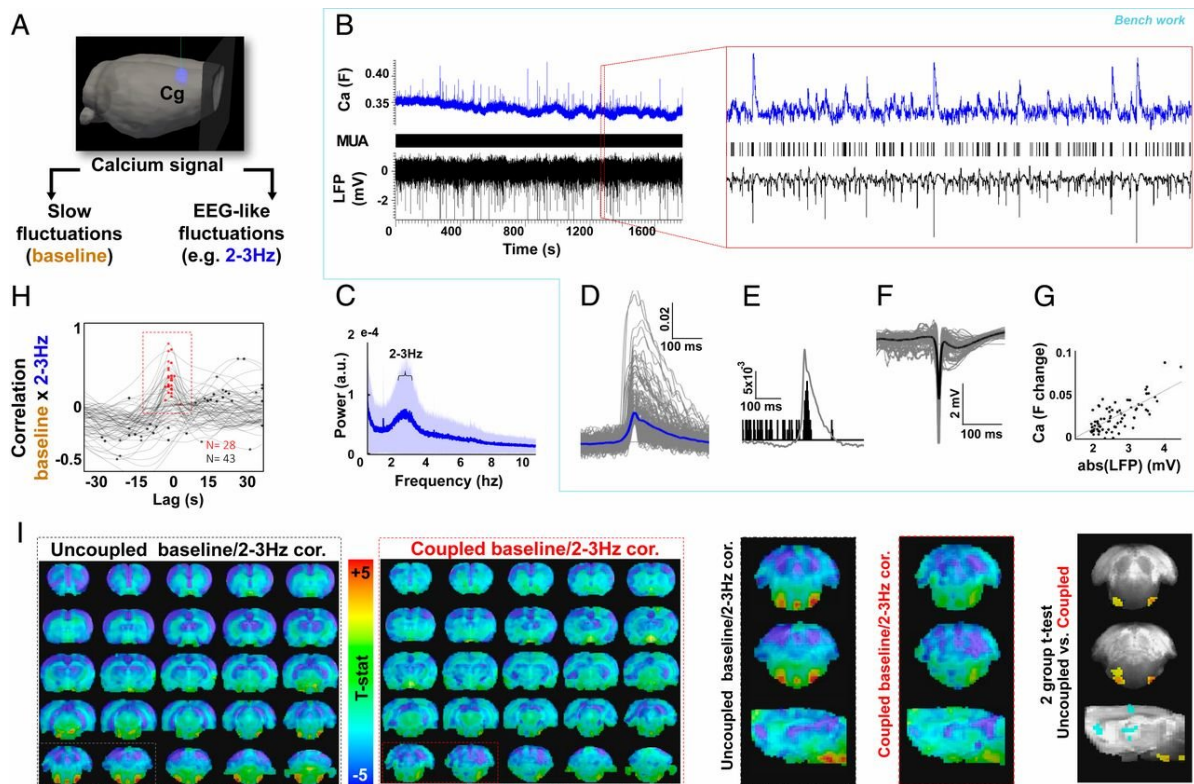 A
Cg
Calcium signal
Slow
fluctuations
(baseline)
EEG-like
fluctuations
(e.g. 2-3Hz)
B
Bench work
Ca (F)
0.40
0.35
MUA
LFP
(mV)
0
-2
0 400 800 1200 1600
Time (s)
H
Correlation
baseline x 2-3Hz
1
0
-0.5
N= 28
N= 43
-30 -15 0 15 30
Lag (s)
C
e-4
2-3Hz
Power (a.u.)
2
1
0
0 2 4 6 8 10
Frequency (hz)
D
0.02
100 ms
E
5x10³
100 ms
F
2 mV
100 ms
G
Ca (F change)
0.1
0.05
0
2 3 4
abs(LFP) (mV)
I
Uncoupled baseline/2-3Hz cor.
+5
T-stat
-5
Coupled baseline/2-3Hz cor.
Uncoupled baseline/2-3Hz cor.
Coupled baseline/2-3Hz cor.
2 group t-test
Uncoupled vs. Coupled